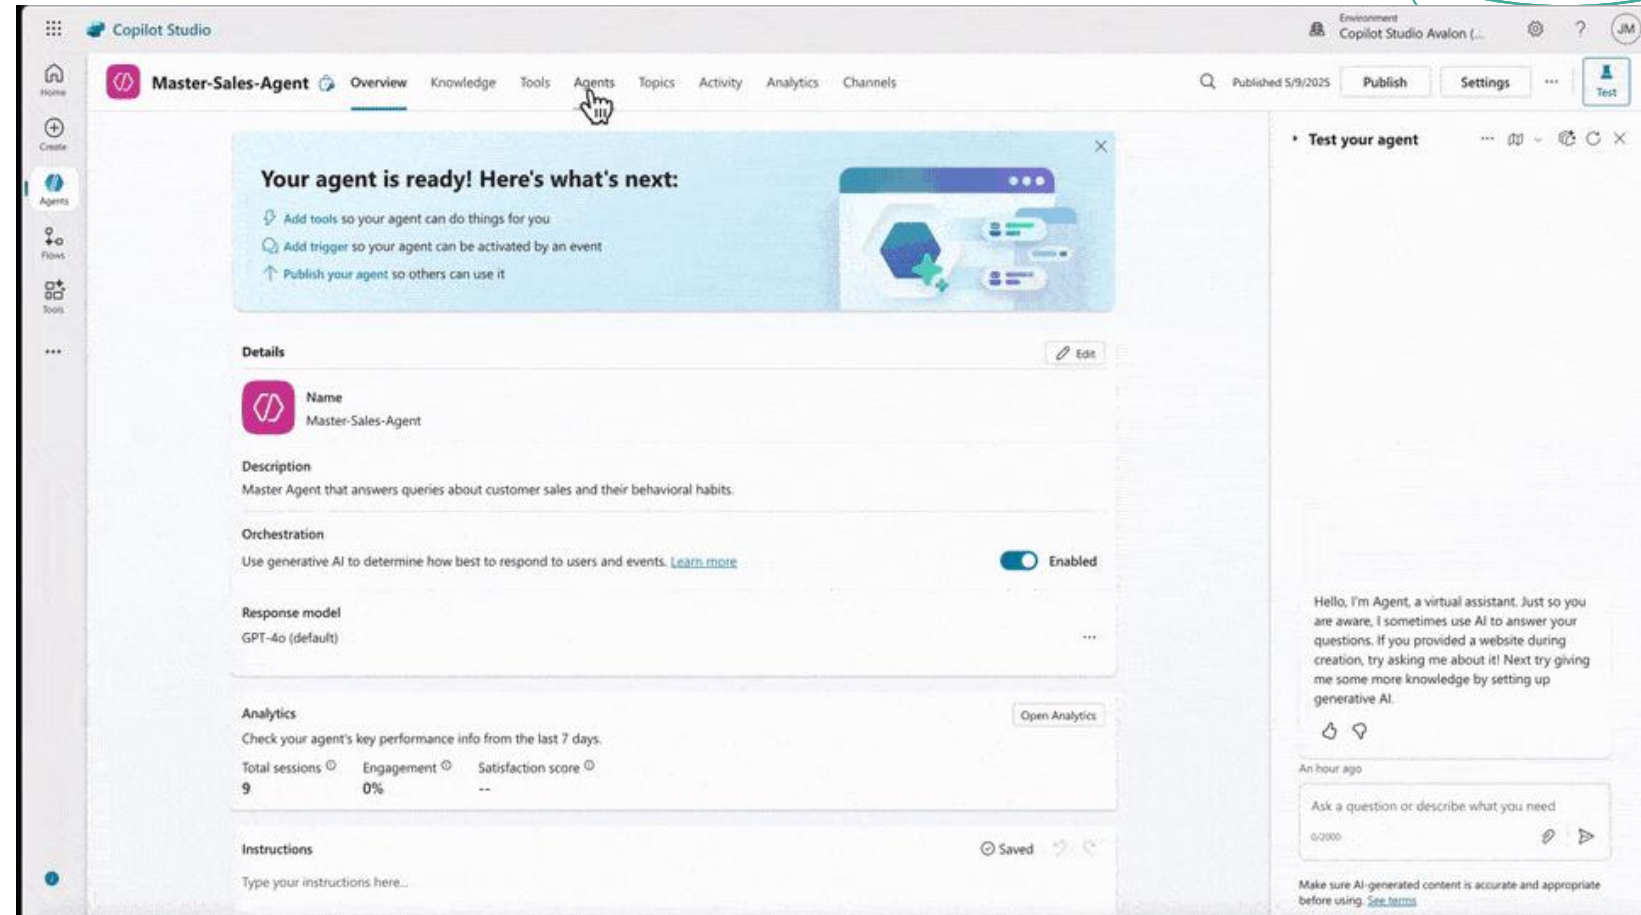 Copilot Studio
Environment
Copilot Studio Avalon (...
?
JM
Home
Create
Agents
Flows
Tools
Master-Sales-Agent
Overview
Knowledge
Tools
Agents
Topics
Activity
Analytics
Channels
Published 5/9/2025
Publish
Settings
Test
Your agent is ready! Here's what's next:
Add tools so your agent can do things for you
Add trigger so your agent can be activated by an event
Publish your agent so others can use it
Details
Edit
Name
Master-Sales-Agent
Description
Master Agent that answers queries about customer sales and their behavioral habits.
Orchestration
Use generative AI to determine how best to respond to users and events. Learn more
Enabled
Response model
GPT-4o (default)
Analytics
Open Analytics
Check your agent's key performance info from the last 7 days.
Total sessions
Engagement
Satisfaction score
9
0%
--
Instructions
Saved
Type your instructions here...
Test your agent
Hello, I'm Agent, a virtual assistant. Just so you
are aware, I sometimes use AI to answer your
questions. If you provided a website during
creation, try asking me about it! Next try giving
me some more knowledge by setting up
generative AI.
An hour ago
Ask a question or describe what you need
0/2000
Make sure AI-generated content is accurate and appropriate
before using. See terms